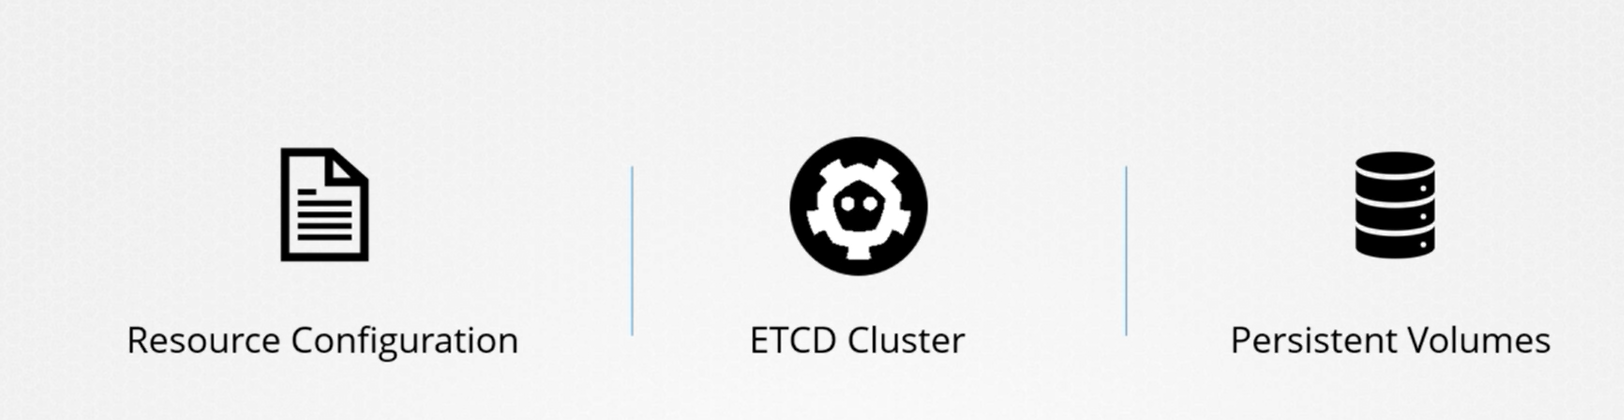 Resource Configuration
ETCD Cluster
Persistent Volumes